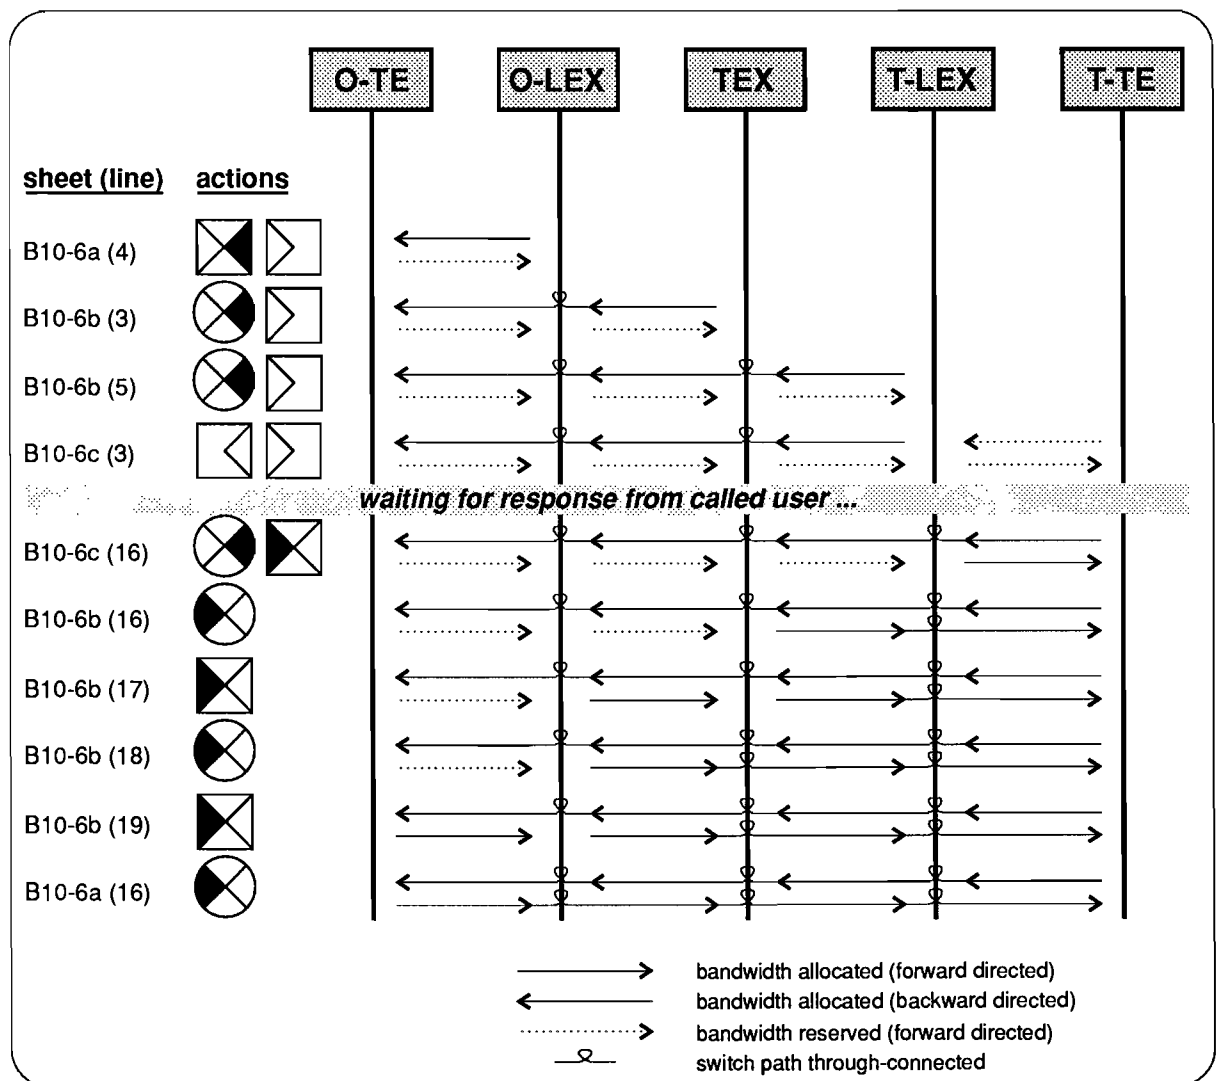 O-TE O-LEX TEX T-LEX T-TE
sheet (line) actions
B10-6a (4)
B10-6b (3)
B10-6b (5)
B10-6c (3)
waiting for response from called user ...
B10-6c (16)
B10-6b (16)
B10-6b (17)
B10-6b (18)
B10-6b (19)
B10-6a (16)
bandwidth allocated (forward directed)
bandwidth allocated (backward directed)
bandwidth reserved (forward directed)
switch path through-connected